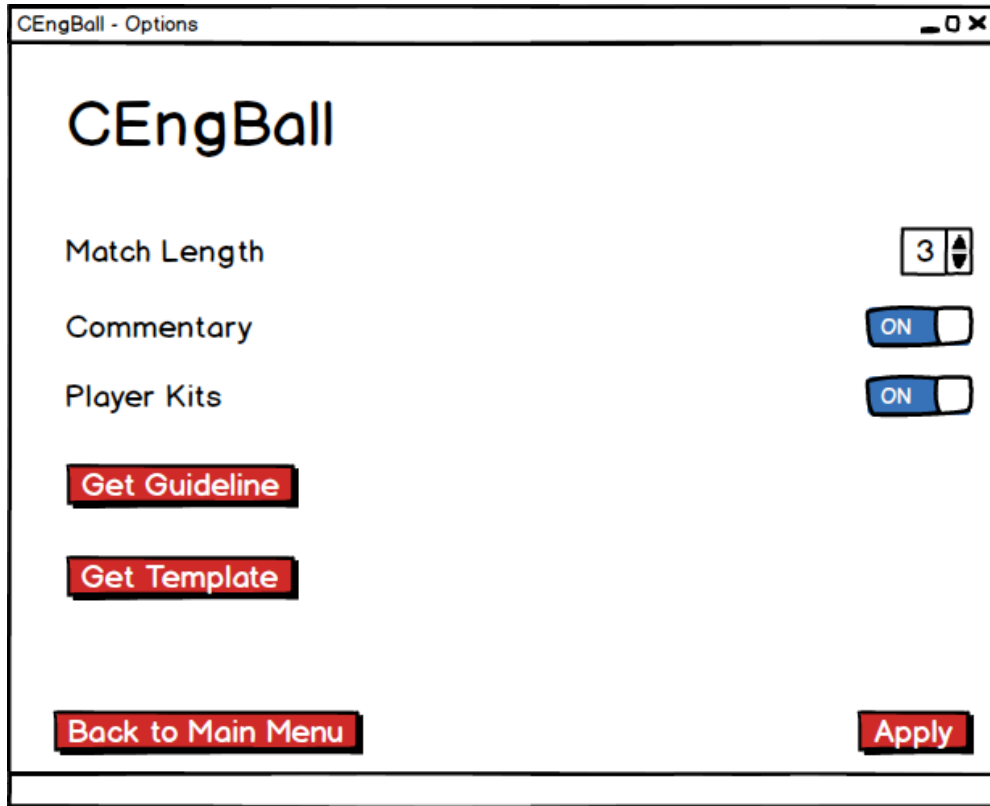 CEngBall - Options
CEngBall
Match Length 3
Commentary ON
Player Kits ON
Get Guideline
Get Template
Back to Main Menu Apply